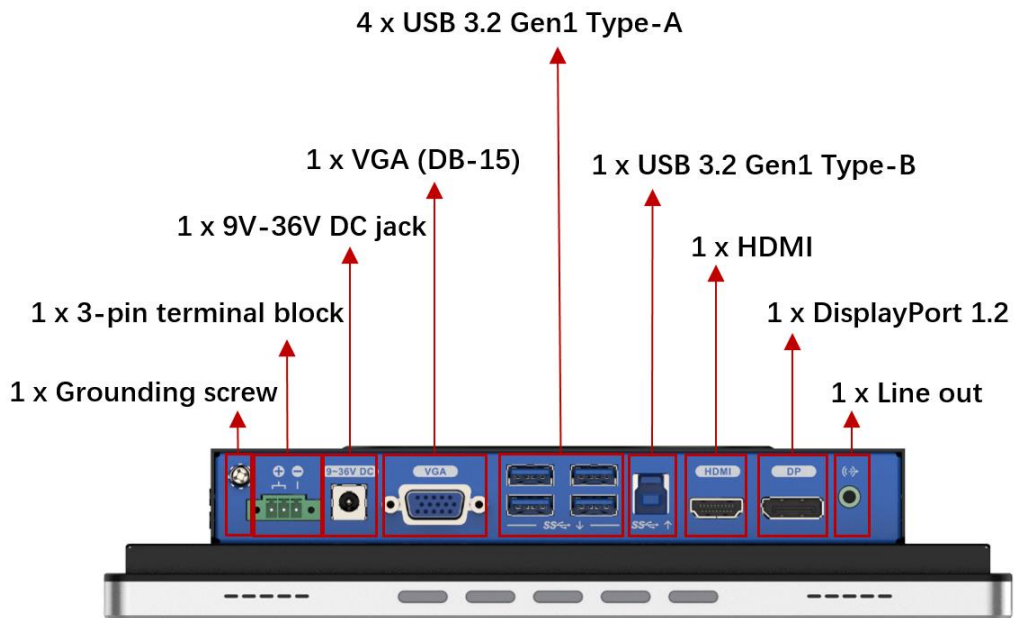 4 x USB 3.2 Gen1 Type-A
1 x VGA (DB-15)
1 x USB 3.2 Gen1 Type-B
1 x 9V-36V DC jack
1 x HDMI
1 x 3-pin terminal block
1 x DisplayPort 1.2
1 x Grounding screw
1 x Line out
9~36V DC
VGA
HDMI
DP
SS
SS